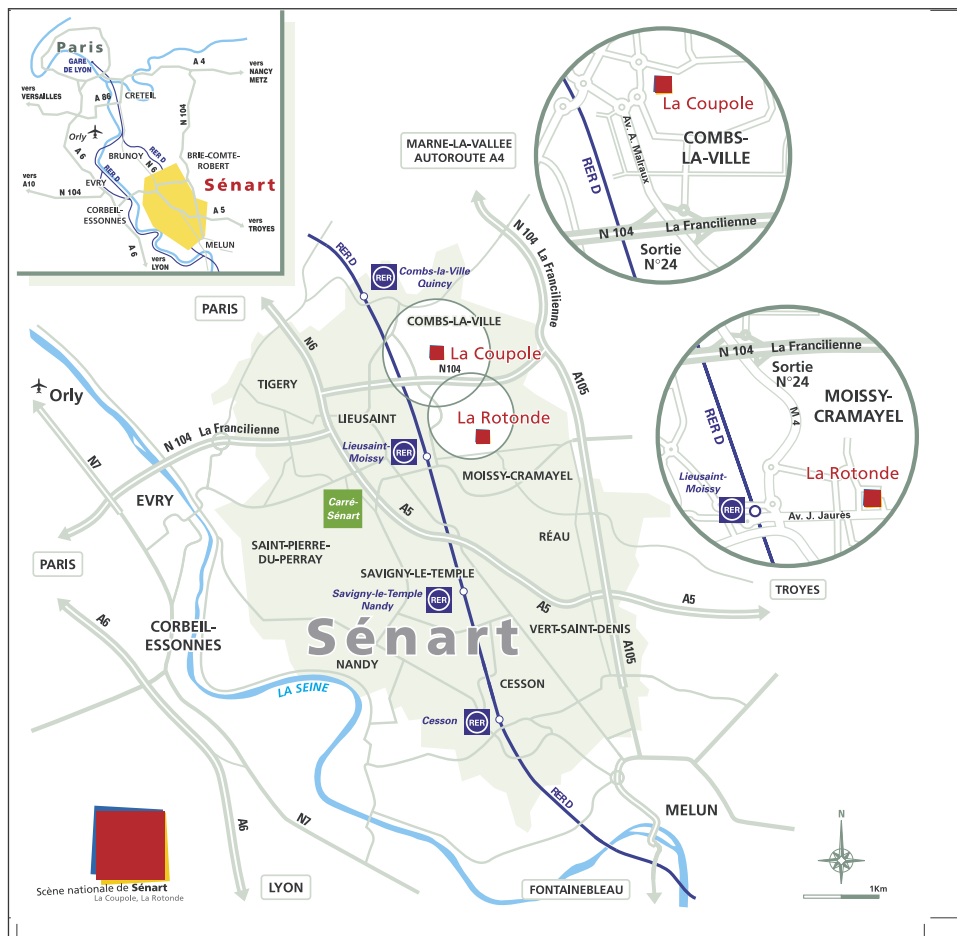 Paris
GARE
DE LYON
A 4
vers
NANCY
METZ
vers
VERSAILLES
A 86
CRETEIL
N 104
Orly
A 6
BRUNOY
RER D
N 6
BRIE-COMTE-
ROBERT
vers
A10
N 104
EVRY
RER D
Sénart
CORBEIL-
ESSONNES
A 5
vers
TROYES
A 6
vers
LYON
MELUN
MARNE-LA-VALLEE
AUTOROUTE A4
La Coupole
COMBS-
LA-VILLE
Av. A. Malraux
RER D
N 104
La Francilienne
Sortie
N°24
N 104
La Francilienne
Sortie
N°24
MOISSY-
CRAMAYEL
RER D
M 4
La Rotonde
Lieusaint-
Moissy
RER
Av. J. Jaurès
RER D
RER
Combs-la-Ville
Quincy
N 104
La Francilienne
PARIS
N6
COMBS-LA-VILLE
La Coupole
N104
A105
TIGERY
Orly
LIEUSAINT
La Rotonde
N 104
La Francilienne
Lieusaint-
Moissy
RER
N7
MOISSY-CRAMAYEL
EVRY
Carré-
Sénart
A5
RÉAU
SAINT-PIERRE-
DU-PERRAY
PARIS
SAVIGNY-LE-TEMPLE
TROYES
Savigny-le-Temple
Nandy
RER
A5
A5
A6
CORBEIL-
ESSONNES
Sénart
VERT-SAINT-DENIS
A105
NANDY
LA SEINE
CESSON
Cesson
RER
RER D
MELUN
N7
A6
N
Scène nationale de Sénart
La Coupole, La Rotonde
LYON
FONTAINEBLEAU
1Km